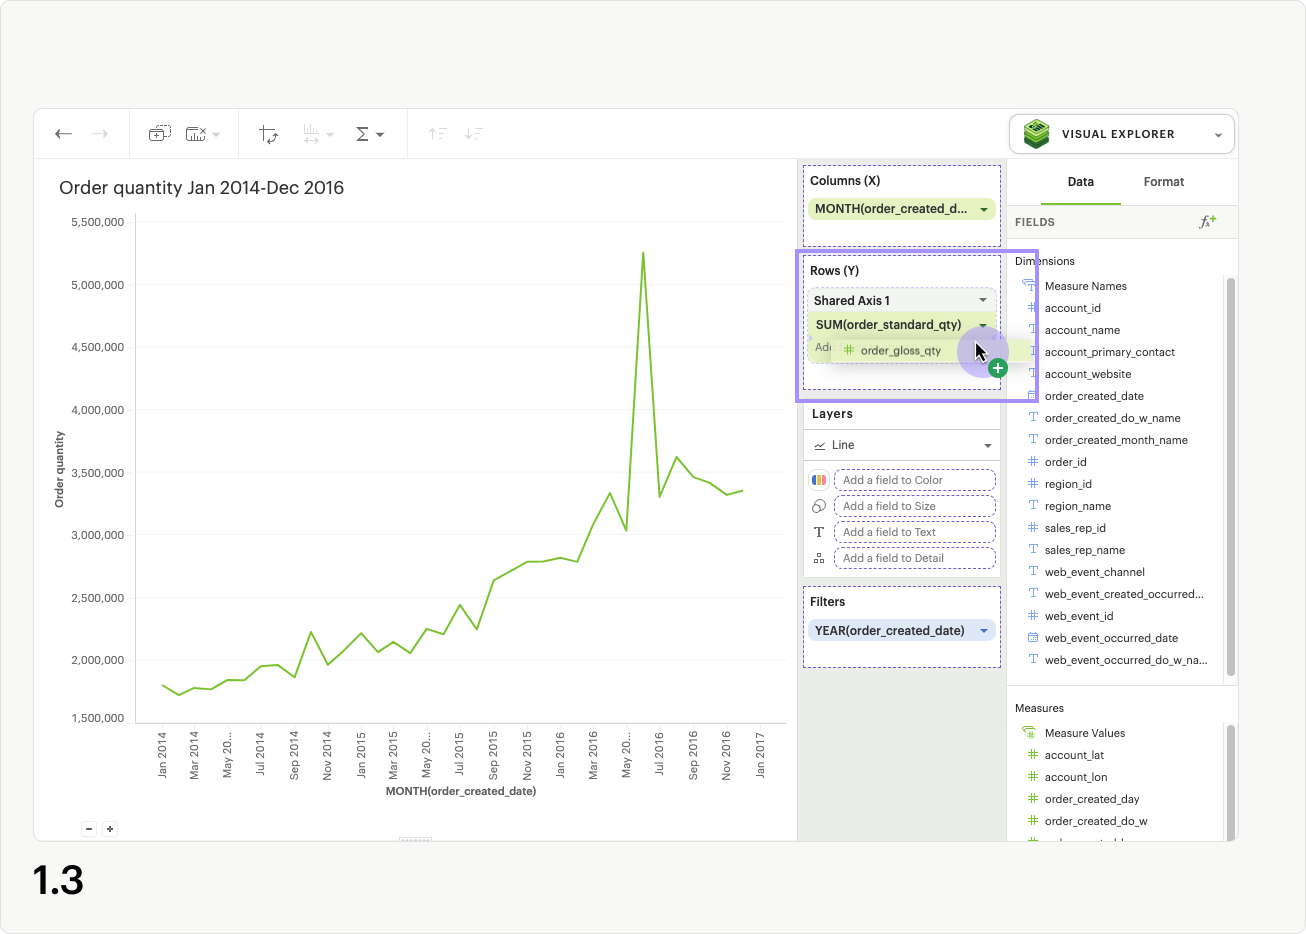 VISUAL EXPLORER
Order quantity Jan 2014-Dec 2016
5,500,000
5,000,000
4,500,000
4,000,000
3,500,000
3,000,000
2,500,000
2,000,000
1,500,000
Order quantity
Jan 2014
Mar 2014
May 20...
Jul 2014
Sep 2014
Nov 2014
Jan 2015
Mar 2015
May 20...
Jul 2015
Sep 2015
Nov 2015
Jan 2016
Mar 2016
May 20...
Jul 2016
Sep 2016
Nov 2016
Jan 2017
MONTH(order_created_date)
Columns (X)
MONTH(order_created_d...
Rows (Y)
Shared Axis 1
SUM(order_standard_qty)
order_gloss_qty
Layers
Line
Add a field to Color
Add a field to Size
Add a field to Text
Add a field to Detail
Filters
YEAR(order_created_date)
Data
Format
FIELDS
Dimensions
Measure Names
account_id
account_name
account_primary_contact
account_website
order_created_date
order_created_do_w_name
order_created_month_name
order_id
region_id
region_name
sales_rep_id
sales_rep_name
web_event_channel
web_event_created_occurred...
web_event_id
web_event_occurred_date
web_event_occurred_do_w_na...
Measures
Measure Values
account_lat
account_lon
order_created_day
order_created_do_w
1.3